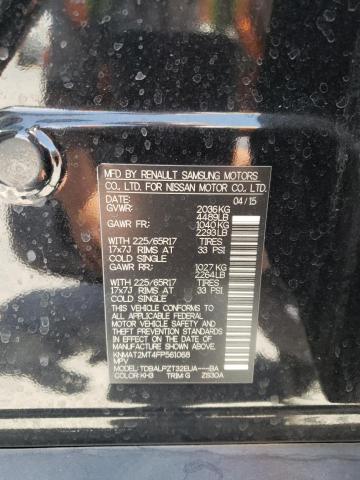 MFD BY RENAULT SAMSUNG MOTORS
CO., LTD. FOR NISSAN MOTOR CO., LTD.
DATE: 04/15
GVWR: 2036KG
4489LB
GAWR FR: 1040KG
2293LB
WITH 225/65R17 TIRES
17x7J RIMS AT 33 PSI
COLD SINGLE
GAWR RR: 1027KG
2264LB
WITH 225/65R17 TIRES
17x7J RIMS AT 33 PSI
COLD SINGLE
THIS VEHICLE CONFORMS TO ALL
APPLICABLE FEDERAL MOTOR
VEHICLE SAFETY, BUMPER, AND
THEFT PREVENTION STANDARDS IN
EFFECT ON THE DATE OF
MANUFACTURE SHOWN ABOVE.
KNMAT2MT4FP561068
MPV
MODEL: TDBALPZT32EUA----BA
COLOR: KH3 TRIM G ZS30A